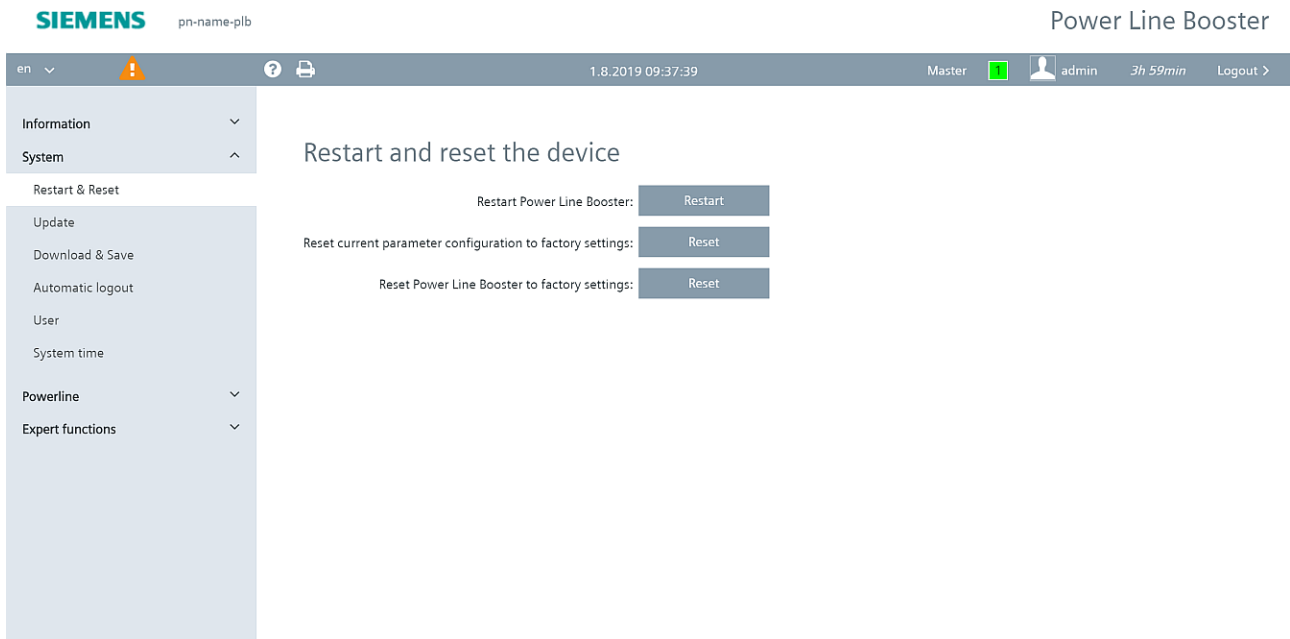 SIEMENS pn-name-plb Power Line Booster
en 1.8.2019 09:37:39 Master 1 admin 3h 59min Logout >
Information
System
Restart & Reset
Update
Download & Save
Automatic logout
User
System time
Powerline
Expert functions
Restart and reset the device
Restart Power Line Booster: Restart
Reset current parameter configuration to factory settings: Reset
Reset Power Line Booster to factory settings: Reset